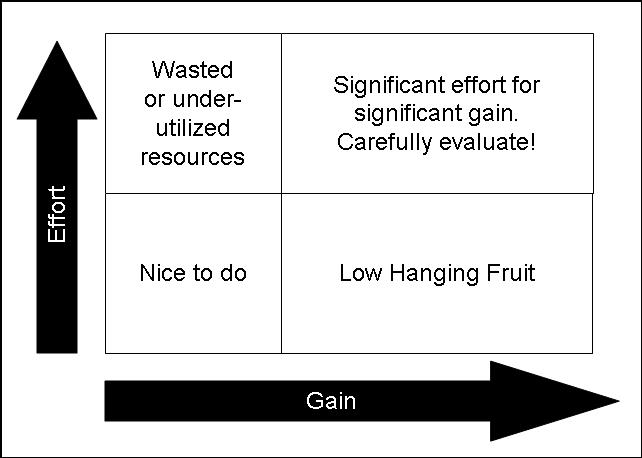 Wasted
or under-
utilized
resources
Significant effort for
significant gain.
Carefully evaluate!
Effort
Nice to do
Low Hanging Fruit
Gain